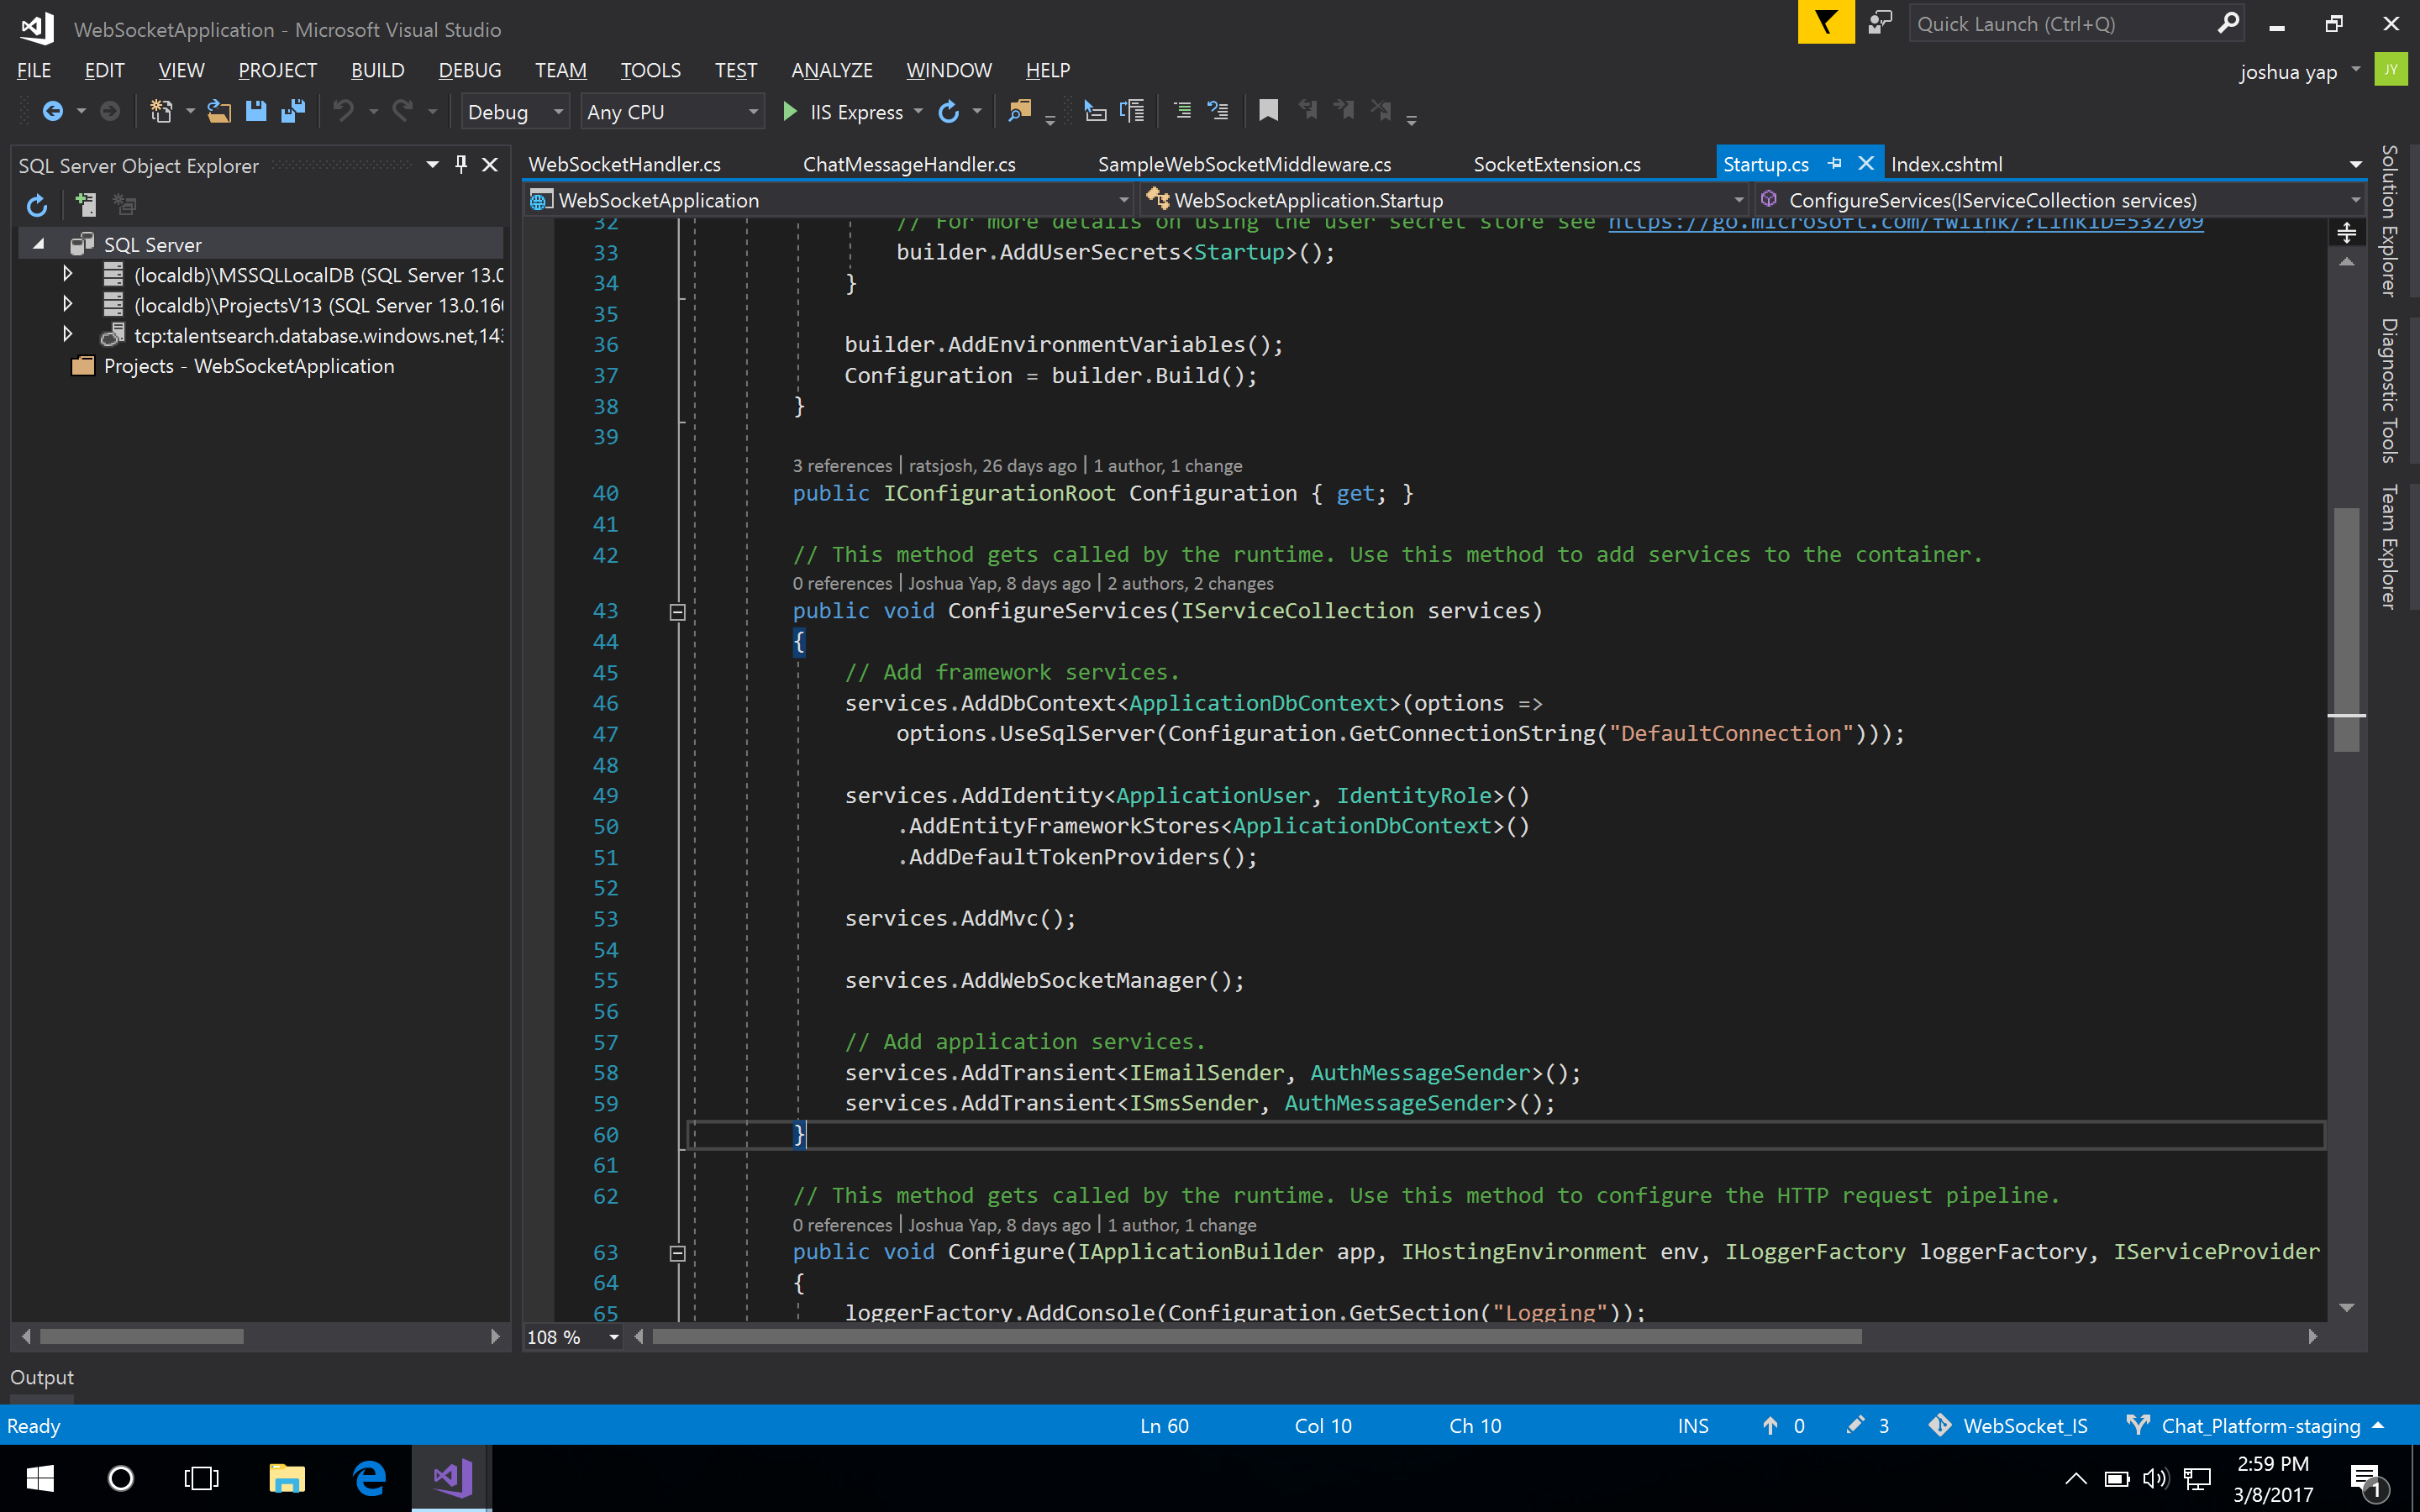 WebSocketApplication - Microsoft Visual Studio
Quick Launch (Ctrl+Q)
FILE EDIT VIEW PROJECT BUILD DEBUG TEAM TOOLS TEST ANALYZE WINDOW HELP
joshua yap JY
Debug Any CPU IIS Express
SQL Server Object Explorer
SQL Server
(localdb)\MSSQLLocalDB (SQL Server 13.0
(localdb)\ProjectsV13 (SQL Server 13.0.16
tcp:talentsearch.database.windows.net,14
Projects - WebSocketApplication
WebSocketHandler.cs ChatMessageHandler.cs SampleWebSocketMiddleware.cs SocketExtension.cs Startup.cs Index.cshtml
WebSocketApplication WebSocketApplication.Startup ConfigureServices(IServiceCollection services)
32 // For more details on using the user secret store see https://go.microsoft.com/fwlink/?LinkID=532709
33 builder.AddUserSecrets<Startup>();
34 }
35
36 builder.AddEnvironmentVariables();
37 Configuration = builder.Build();
38 }
39
3 references | ratsjosh, 26 days ago | 1 author, 1 change
40 public IConfigurationRoot Configuration { get; }
41
42 // This method gets called by the runtime. Use this method to add services to the container.
0 references | Joshua Yap, 8 days ago | 2 authors, 2 changes
43 public void ConfigureServices(IServiceCollection services)
44 {
45 // Add framework services.
46 services.AddDbContext<ApplicationDbContext>(options =>
47 options.UseSqlServer(Configuration.GetConnectionString("DefaultConnection")));
48
49 services.AddIdentity<ApplicationUser, IdentityRole>()
50 .AddEntityFrameworkStores<ApplicationDbContext>()
51 .AddDefaultTokenProviders();
52
53 services.AddMvc();
54
55 services.AddWebSocketManager();
56
57 // Add application services.
58 services.AddTransient<IEmailSender, AuthMessageSender>();
59 services.AddTransient<ISmsSender, AuthMessageSender>();
60 }
61
62 // This method gets called by the runtime. Use this method to configure the HTTP request pipeline.
0 references | Joshua Yap, 8 days ago | 1 author, 1 change
63 public void Configure(IApplicationBuilder app, IHostingEnvironment env, ILoggerFactory loggerFactory, IServiceProvider
64 {
65 loggerFactory.AddConsole(Configuration.GetSection("Logging"));
108 %
Solution Explorer
Diagnostic Tools
Team Explorer
Output
Ready Ln 60 Col 10 Ch 10 INS 0 3 WebSocket_IS Chat_Platform-staging
2:59 PM
3/8/2017
1